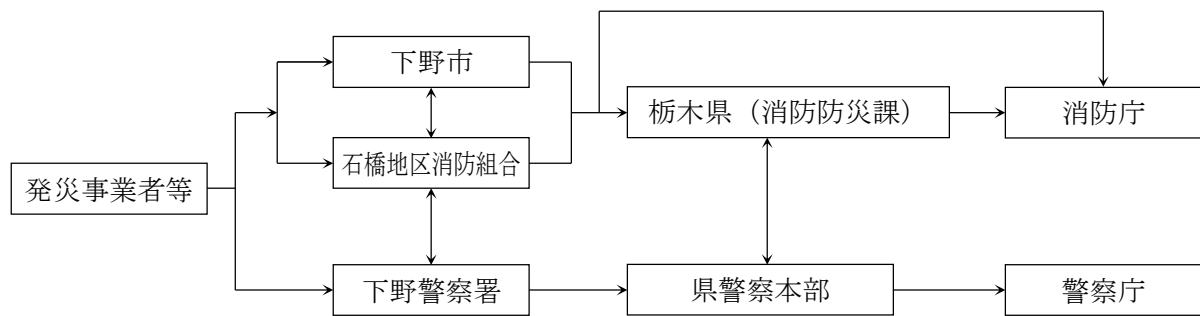 下野市
栃木県（消防防災課）
消防庁
石橋地区消防組合
発災事業者等
下野警察署
県警察本部
警察庁